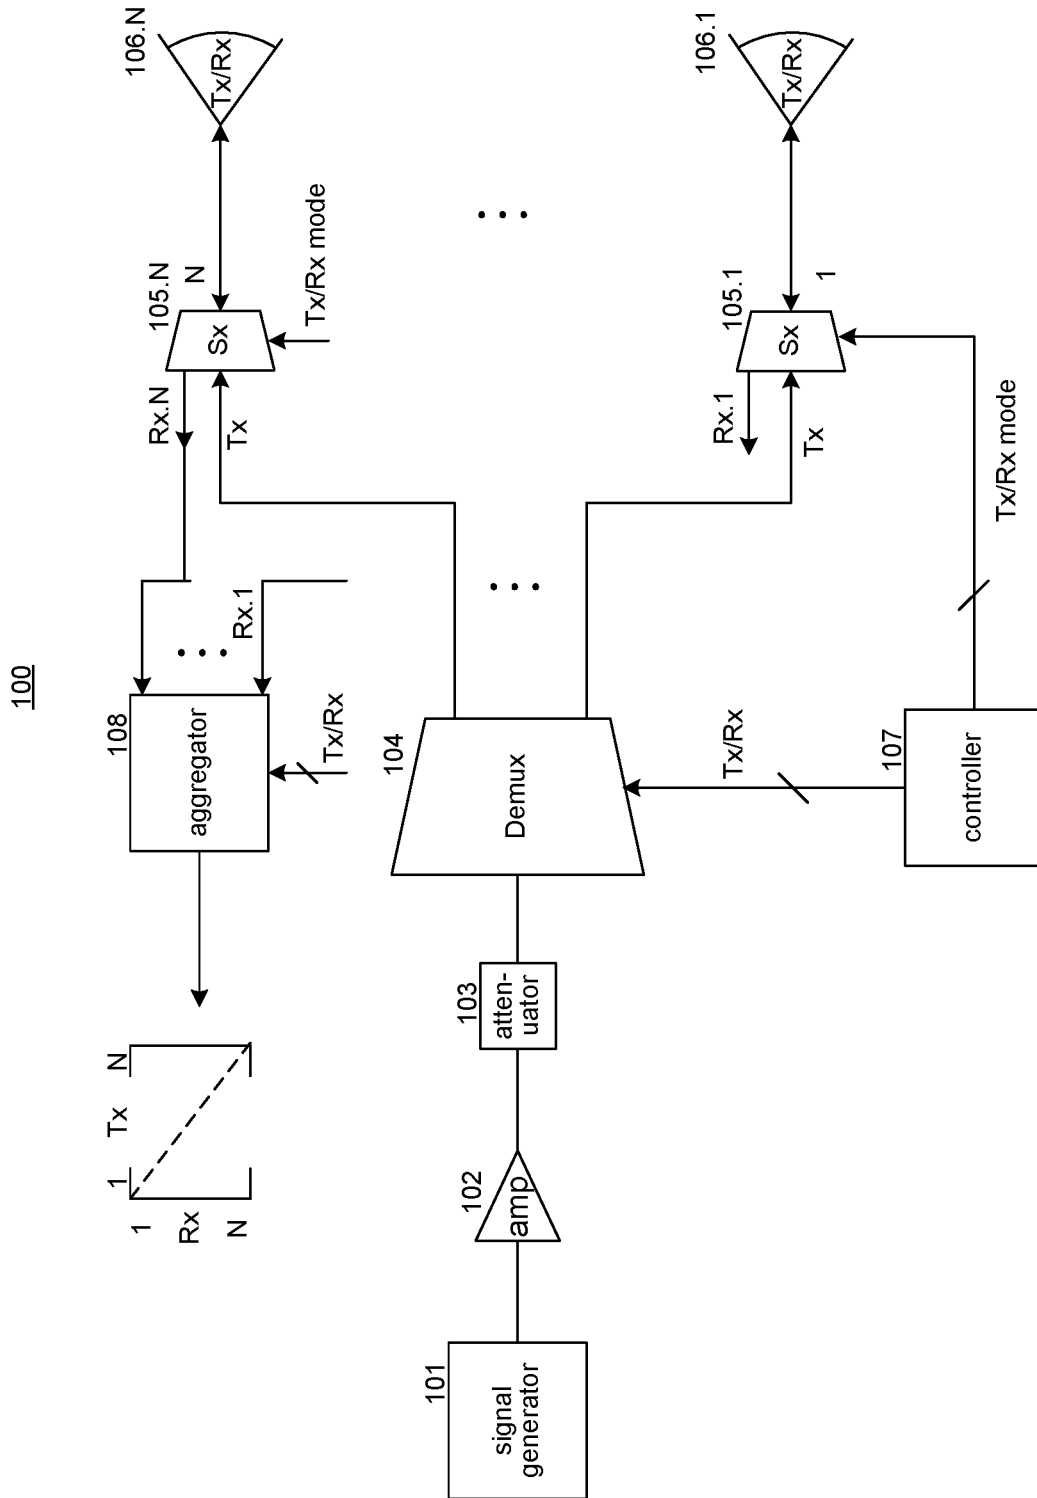 100
Tx
1
N
1
Rx
N
108
aggregator
Tx/Rx
Rx.1
Rx.N
Tx
105.N
Sx
N
Tx/Rx mode
106.N
Tx/Rx
101
signal
generator
102
amp
103
atten-
uator
104
Demux
Tx/Rx
107
controller
Tx/Rx mode
Rx.1
Tx
105.1
Sx
1
106.1
Tx/Rx